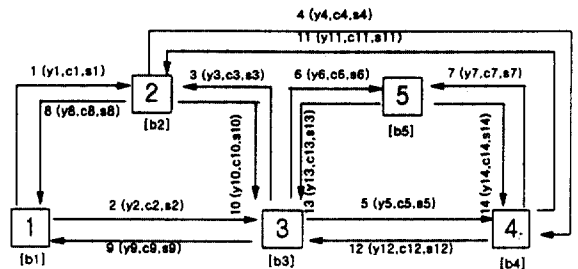 4 (y4,c4,s4)
11 (y11,c11,s11)
1 (y1,c1,s1)
3 (y3,c3,s3)
6 (y6,c6,s6)
7 (y7,c7,s7)
2
5
8 (y8,c8,s8)
[b2]
[b5]
10 (y10,c10,s10)
13 (y13,c13,s13)
14 (y14,c14,s14)
2 (y2,c2,s2)
5 (y5,c5,s5)
1
3
4
9 (y9,c9,s9)
12 (y12,c12,s12)
[b1]
[b3]
[b4]